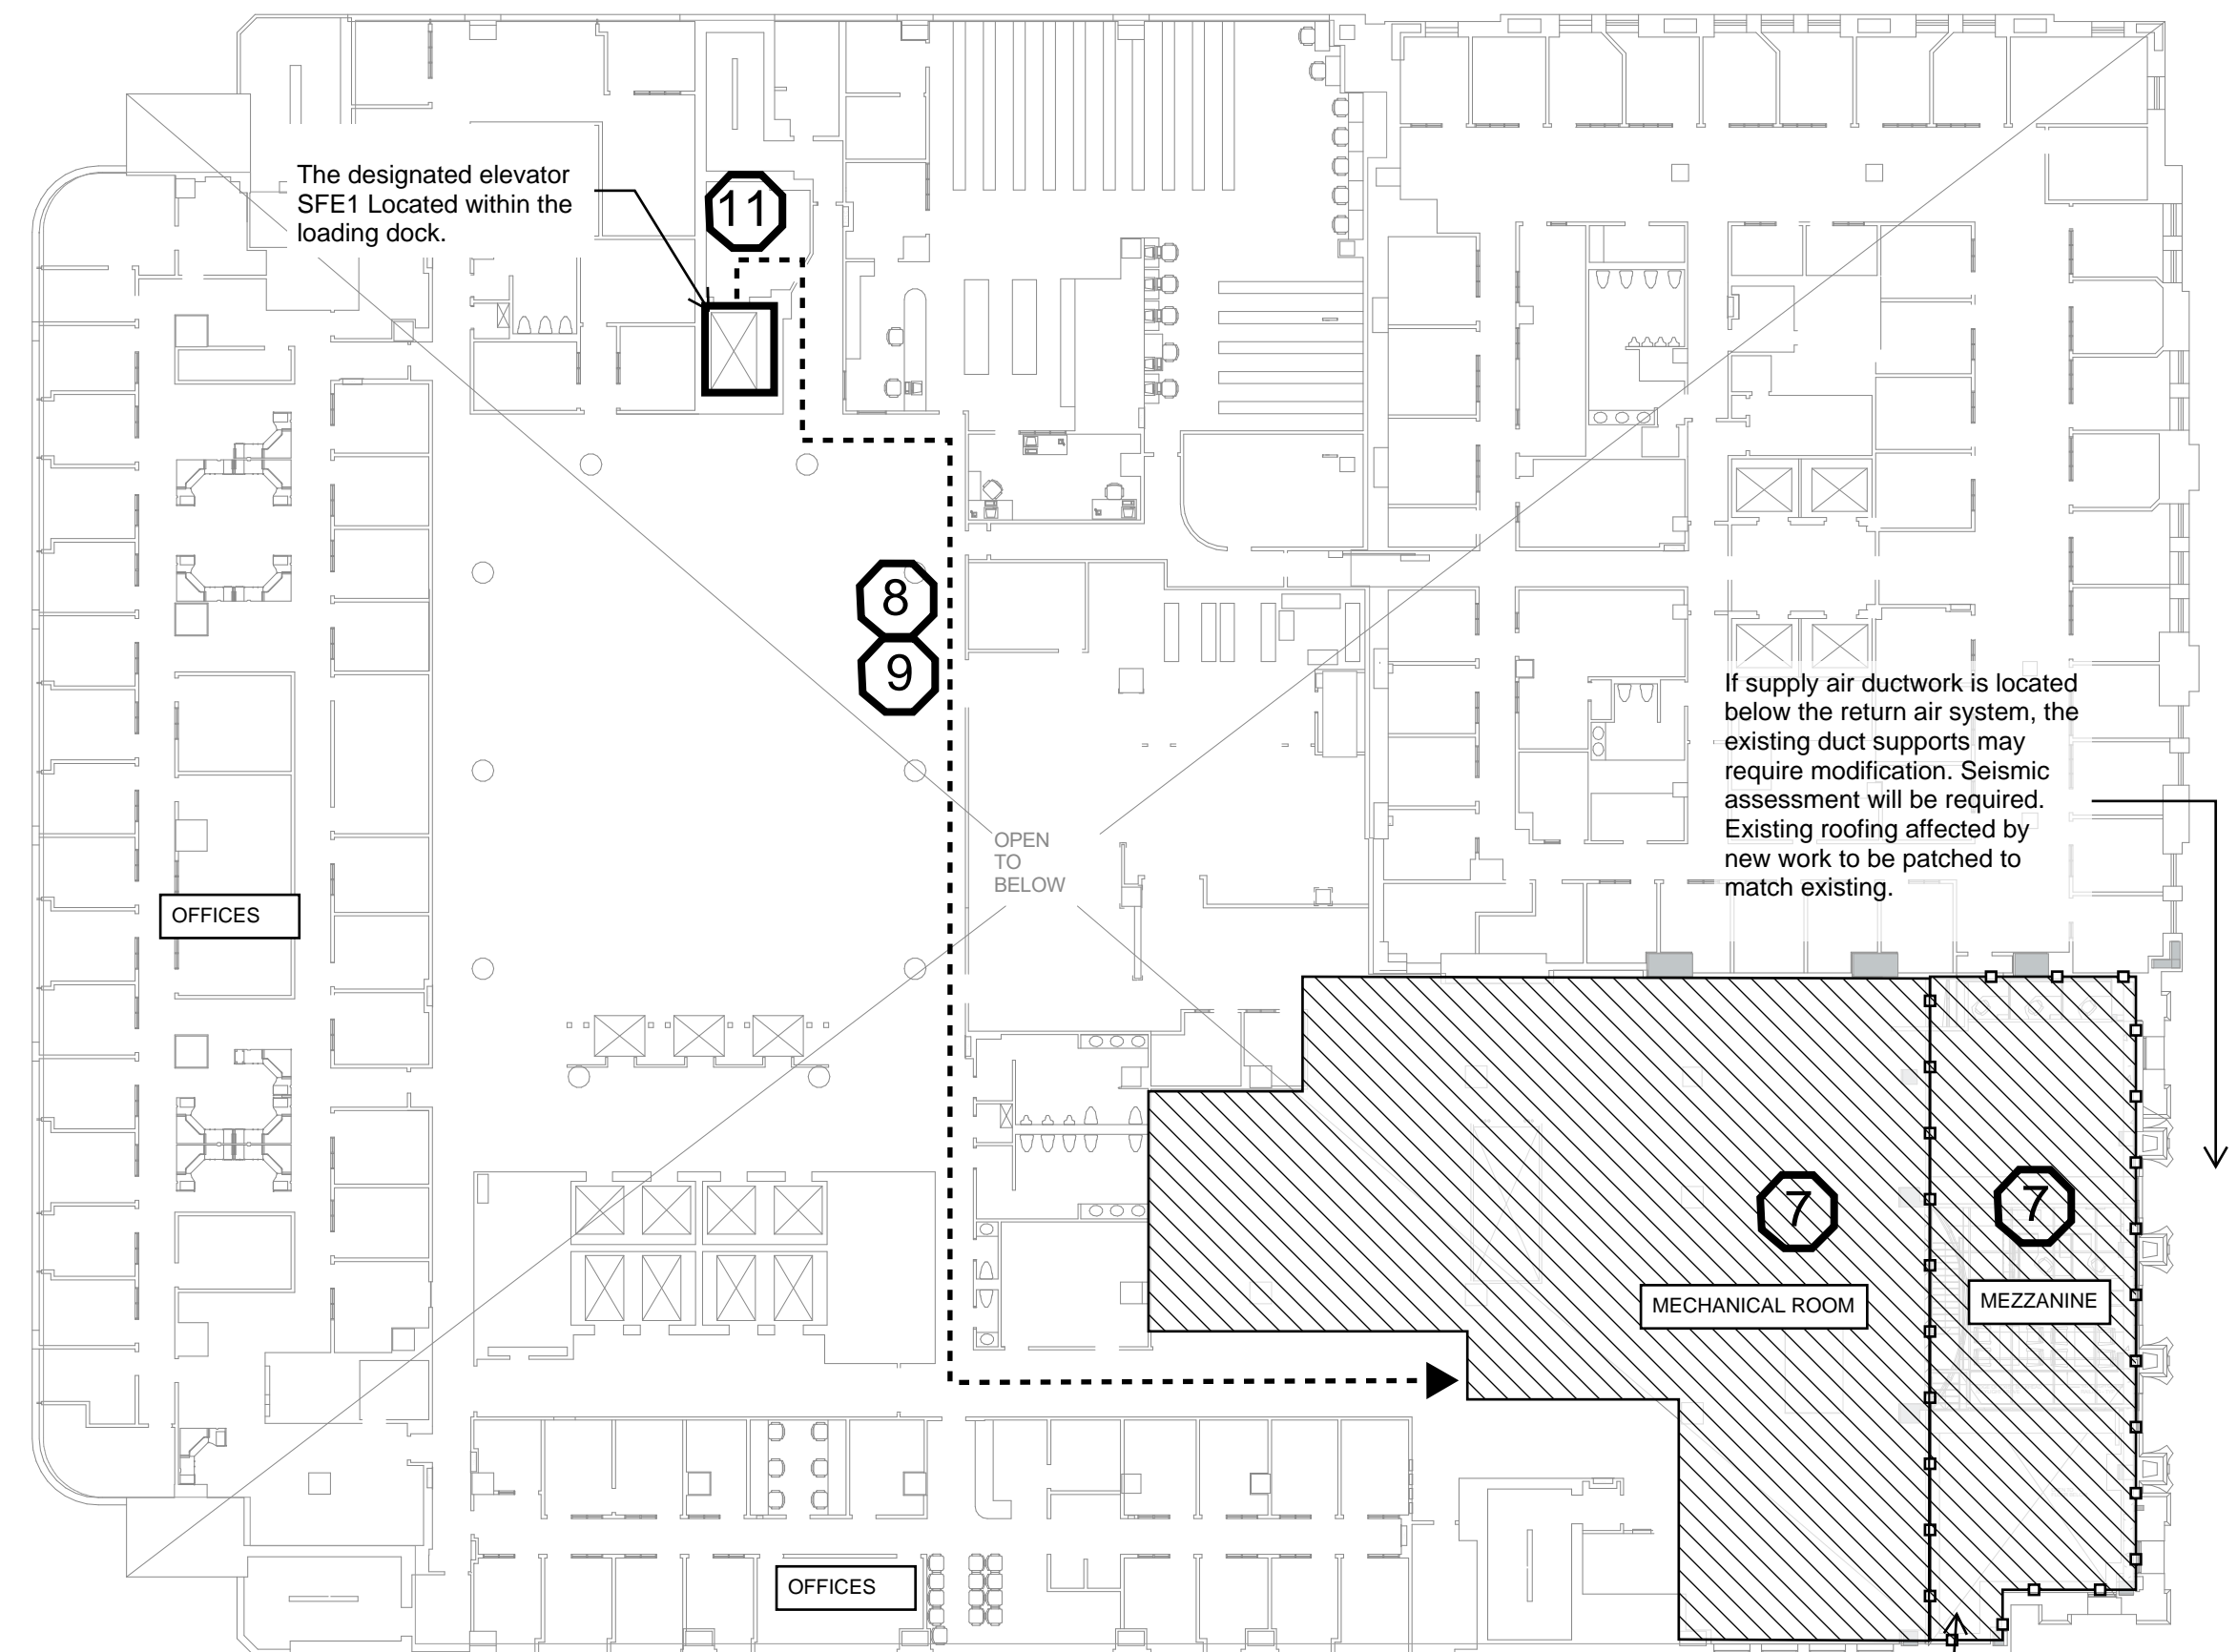 The designated elevator
SFE1 Located within the
loading dock.
11
8
9
If supply air ductwork is located
below the return air system, the
existing duct supports may
require modification. Seismic
assessment will be required.
Existing roofing affected by
new work to be patched to
match existing.
OPEN
TO
BELOW
OFFICES
7
7
MECHANICAL ROOM
MEZZANINE
OFFICES